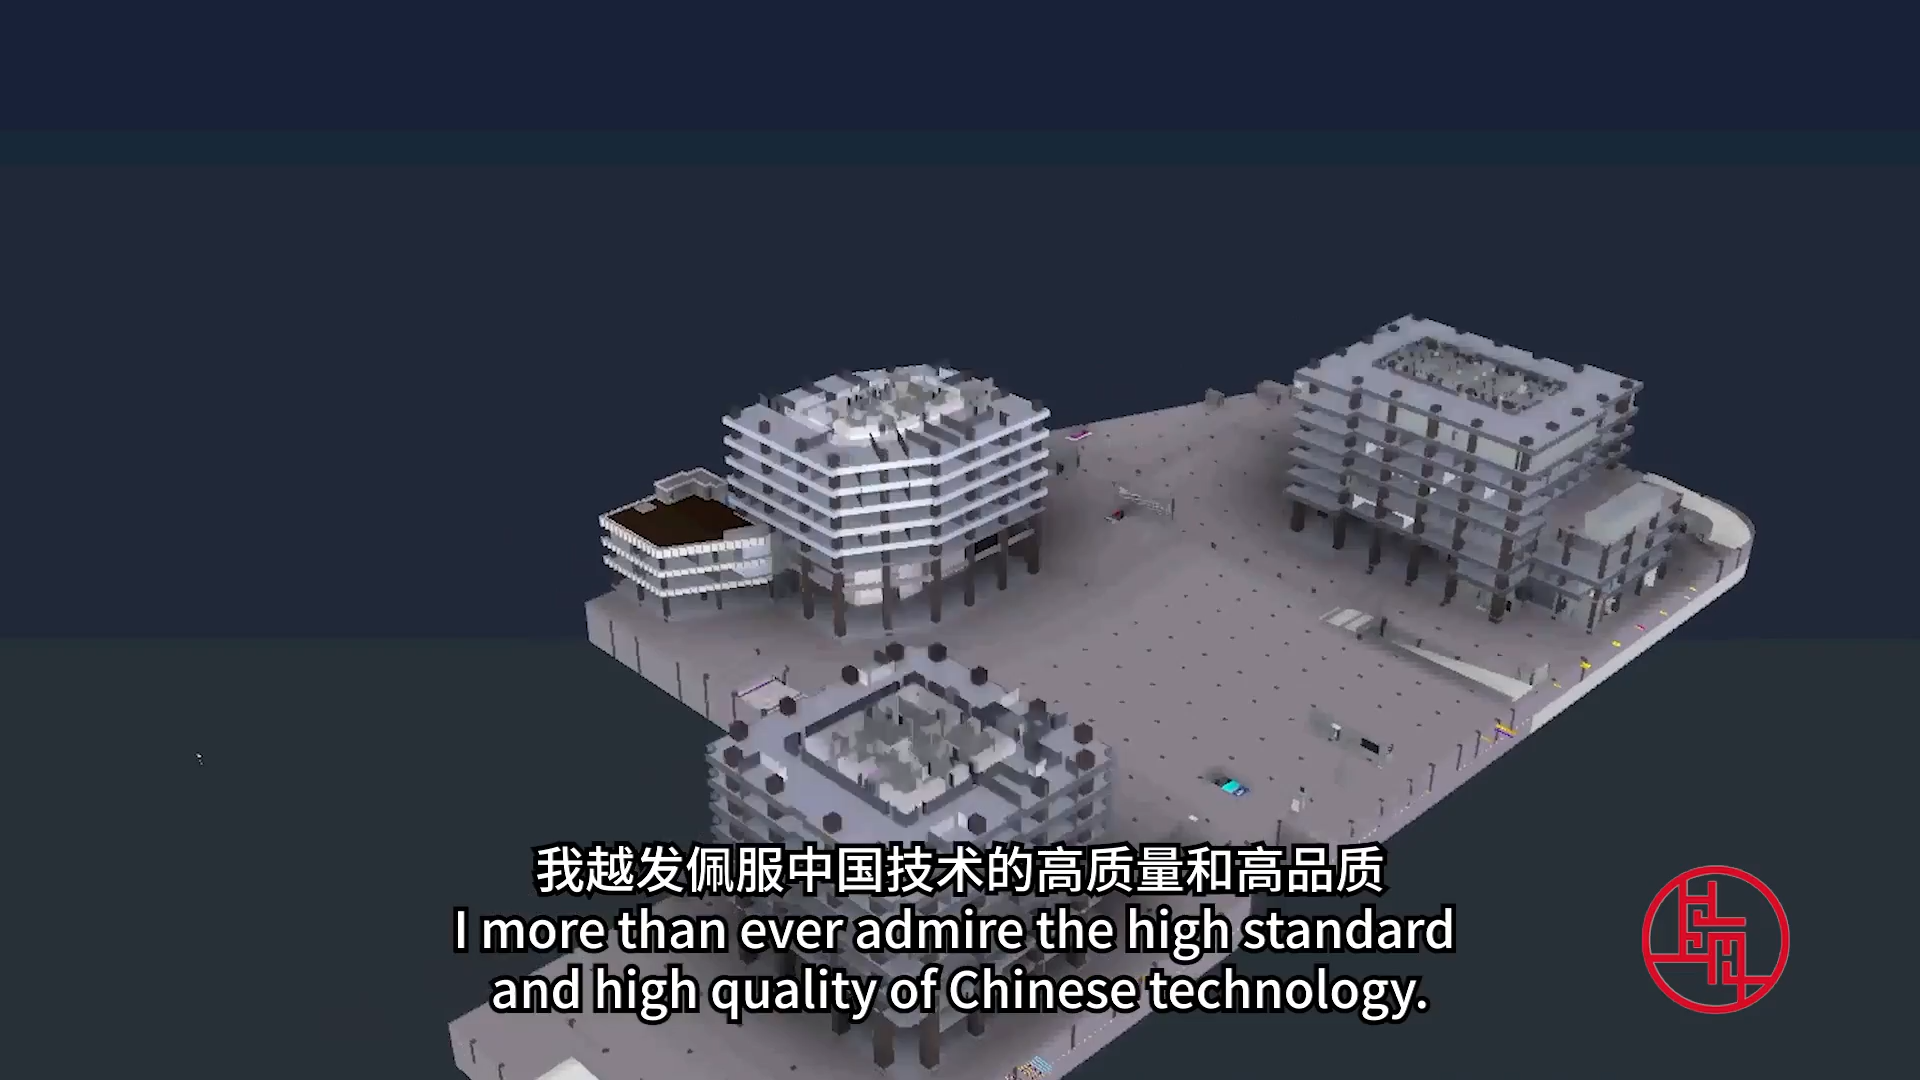 我越发佩服中国技术的高质量和高品质
I more than ever admire the high standard
and high quality of Chinese technology.